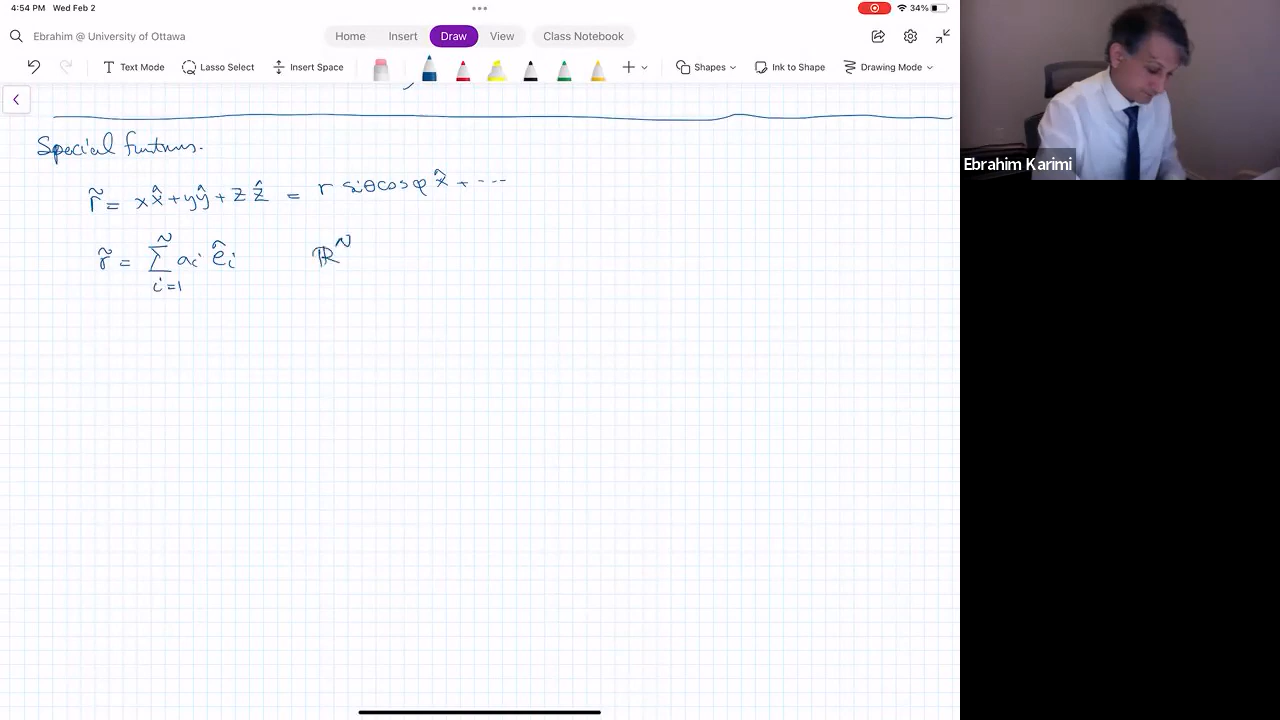 4:54 PM Wed Feb 2
34%
Ebrahim @ University of Ottawa
Home Insert Draw View Class Notebook
Text Mode Lasso Select Insert Space Shapes Ink to Shape Drawing Mode
Special functions.
r̃ = x x̂ + y ŷ + z ẑ = r sinθ cosφ x̂ + ---
r̃ = ∑_{i=1}^{N} a_i ê_i ℝ^N
Ebrahim Karimi